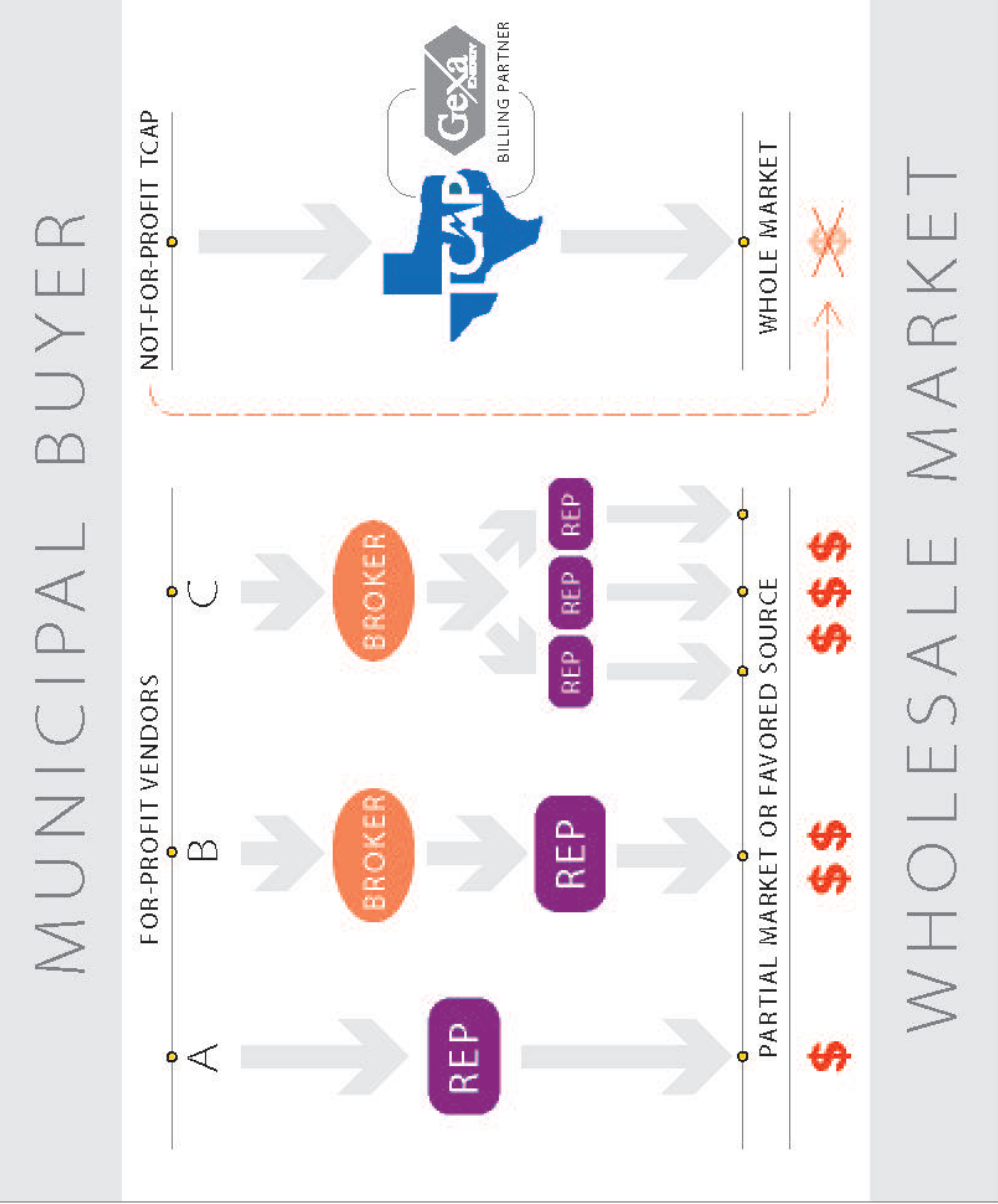 MUNICIPAL BUYER
FOR-PROFIT VENDORS
NOT-FOR-PROFIT TCAP
A
B
C
BROKER
BROKER
TCAP
Gexa
ENERGY
BILLING PARTNER
REP
REP
REP
REP
REP
PARTIAL MARKET OR FAVORED SOURCE
WHOLE MARKET
$
$ $
$ $ $
$
WHOLESALE MARKET